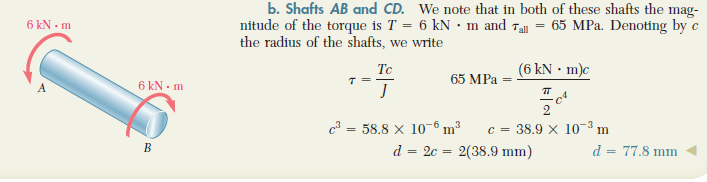 6 kN · m
A
6 kN · m
B
b. Shafts AB and CD. We note that in both of these shafts the mag-
nitude of the torque is T = 6 kN · m and τall = 65 MPa. Denoting by c
the radius of the shafts, we write
τ = Tc/J 65 MPa = (6 kN · m)c / (π/2 c⁴)
c³ = 58.8 × 10⁻⁶ m³ c = 38.9 × 10⁻³ m
d = 2c = 2(38.9 mm) d = 77.8 mm ◀